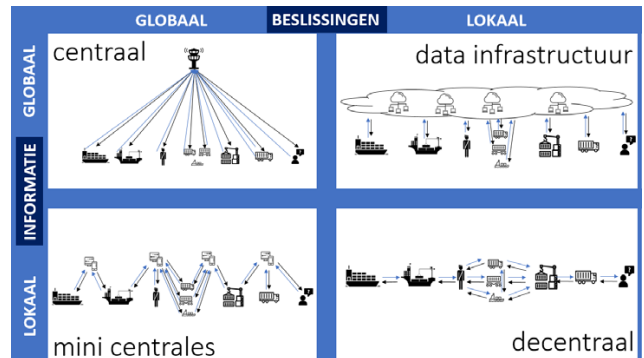 GLOBAAL
BESLISSINGEN
LOKAAL
GLOBAAL
centraal
data infrastructuur
INFORMATIE
LOKAAL
mini centrales
decentraal